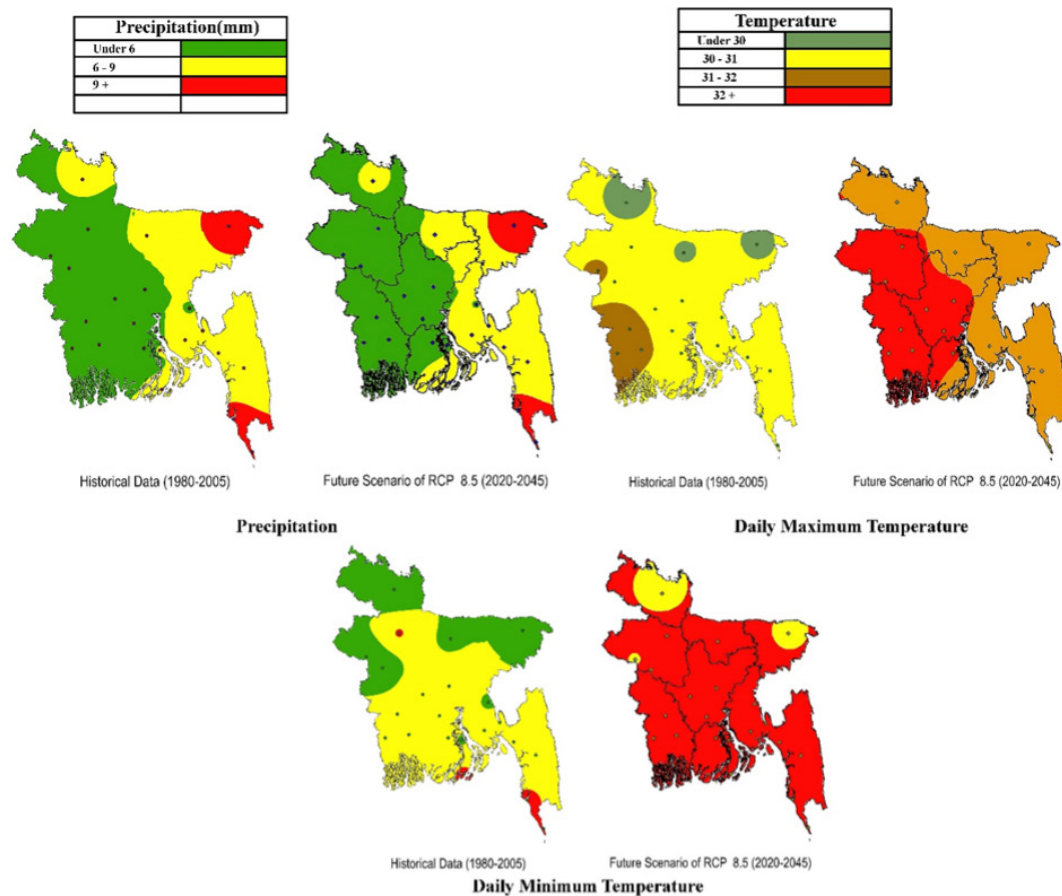 Precipitation(mm)
Under 6
6 - 9
9 +
Temperature
Under 30
30 - 31
31 - 32
32 +
Historical Data (1980-2005)
Future Scenario of RCP 8.5 (2020-2045)
Historical Data (1980-2005)
Future Scenario of RCP 8.5 (2020-2045)
Precipitation
Daily Maximum Temperature
Historical Data (1980-2005)
Future Scenario of RCP 8.5 (2020-2045)
Daily Minimum Temperature